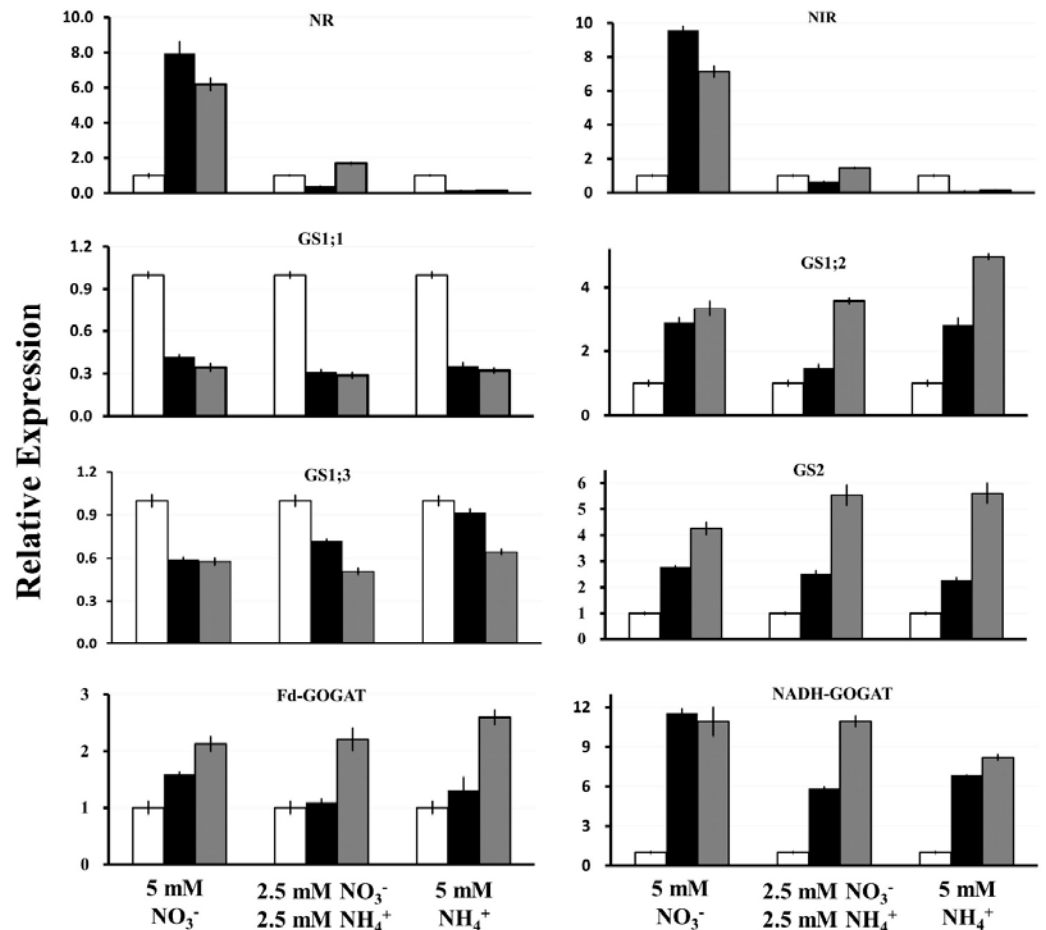 NR
10.0
8.0
6.0
4.0
2.0
0.0
NIR
10
8
6
4
2
0
GS1;1
1.2
0.9
0.6
0.3
0.0
GS1;2
4
2
0
Relative Expression
GS1;3
1.2
0.9
0.6
0.3
0.0
GS2
6
5
4
3
2
1
0
Fd-GOGAT
3
2
1
0
NADH-GOGAT
12
9
6
3
0
5 mM
NO₃⁻
2.5 mM NO₃⁻
2.5 mM NH₄⁺
5 mM
NH₄⁺
5 mM
NO₃⁻
2.5 mM NO₃⁻
2.5 mM NH₄⁺
5 mM
NH₄⁺